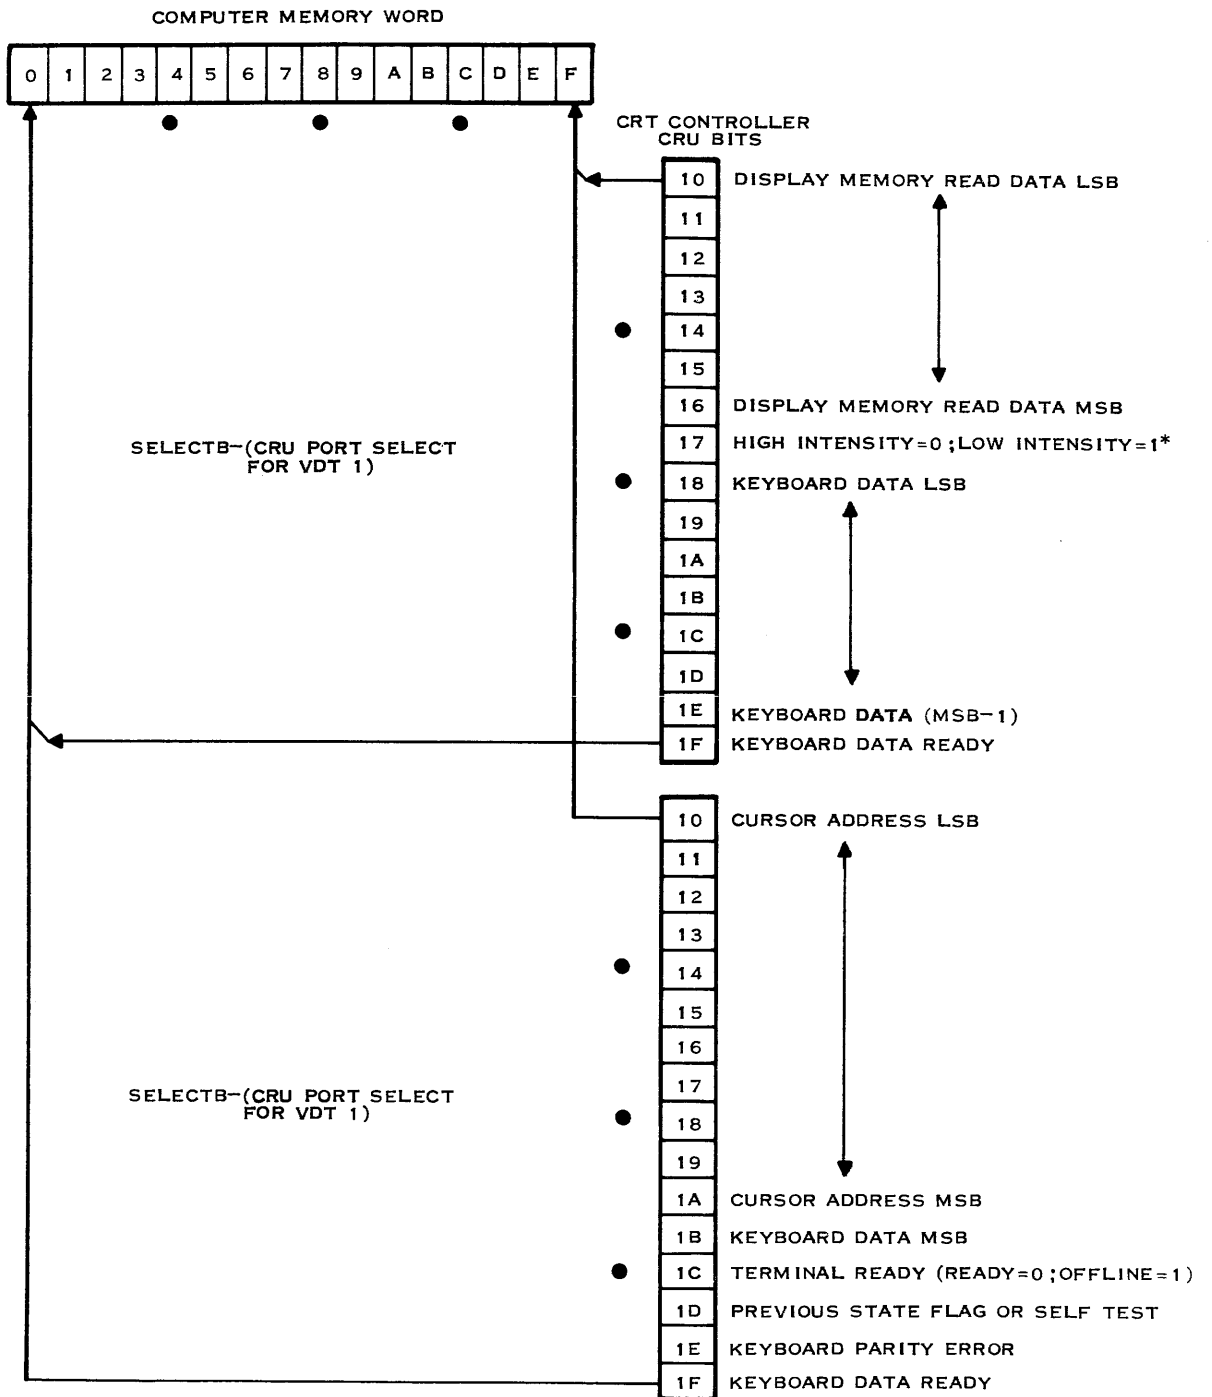 COMPUTER MEMORY WORD
0 1 2 3 4 5 6 7 8 9 A B C D E F
CRT CONTROLLER
CRU BITS
10 DISPLAY MEMORY READ DATA LSB
11
12
13
14
15
16 DISPLAY MEMORY READ DATA MSB
17 HIGH INTENSITY=0;LOW INTENSITY=1*
SELECTB-(CRU PORT SELECT
FOR VDT 1)
18 KEYBOARD DATA LSB
19
1A
1B
1C
1D
1E KEYBOARD DATA (MSB-1)
1F KEYBOARD DATA READY
10 CURSOR ADDRESS LSB
11
12
13
14
15
16
17
SELECTB-(CRU PORT SELECT
FOR VDT 1)
18
19
1A CURSOR ADDRESS MSB
1B KEYBOARD DATA MSB
1C TERMINAL READY (READY=0;OFFLINE=1)
1D PREVIOUS STATE FLAG OR SELF TEST
1E KEYBOARD PARITY ERROR
1F KEYBOARD DATA READY